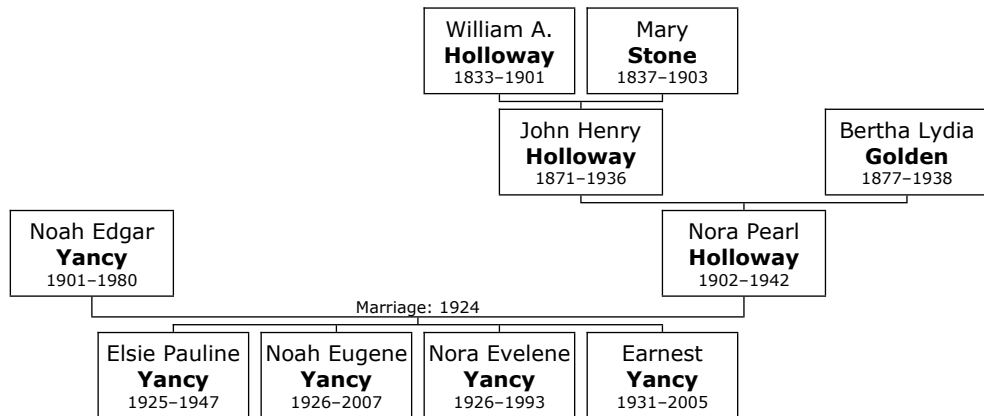 William A.
Holloway
1833–1901
Mary
Stone
1837–1903
John Henry
Holloway
1871–1936
Bertha Lydia
Golden
1877–1938
Noah Edgar
Yancy
1901–1980
Nora Pearl
Holloway
1902–1942
Marriage: 1924
Elsie Pauline
Yancy
1925–1947
Noah Eugene
Yancy
1926–2007
Nora Evelene
Yancy
1926–1993
Earnest
Yancy
1931–2005